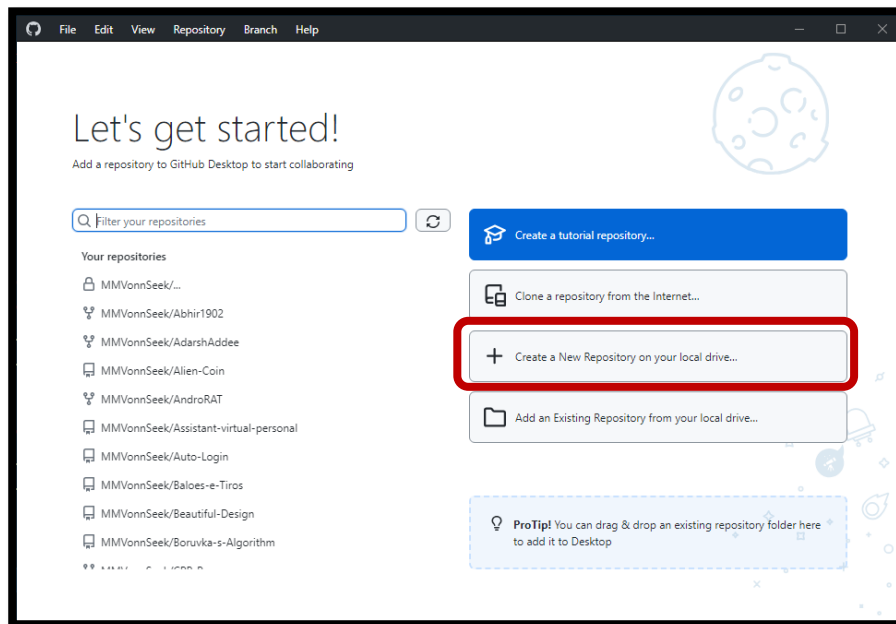 File Edit View Repository Branch Help
Let's get started!
Add a repository to GitHub Desktop to start collaborating
Filter your repositories
Your repositories
MMVonnSeek/...
MMVonnSeek/Abhir1902
MMVonnSeek/AdarshAddee
MMVonnSeek/Alien-Coin
MMVonnSeek/AndroRAT
MMVonnSeek/Assistant-virtual-personal
MMVonnSeek/Auto-Login
MMVonnSeek/Baloes-e-Tiros
MMVonnSeek/Beautiful-Design
MMVonnSeek/Boruvka-s-Algorithm
Create a tutorial repository...
Clone a repository from the Internet...
Create a New Repository on your local drive...
Add an Existing Repository from your local drive...
ProTip! You can drag & drop an existing repository folder here
to add it to Desktop